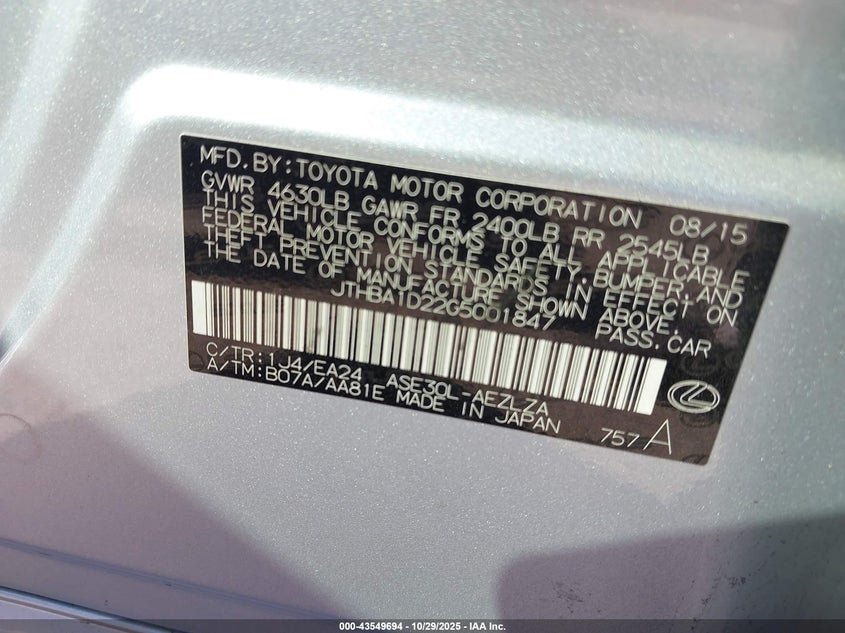 MFD. BY: TOYOTA MOTOR CORPORATION 08/15
GVWR 4630LB GAWR FR 2400LB RR 2545LB
THIS VEHICLE CONFORMS TO ALL APPLICABLE
FEDERAL MOTOR VEHICLE SAFETY, BUMPER, AND
THEFT PREVENTION STANDARDS IN EFFECT ON
THE DATE OF MANUFACTURE SHOWN ABOVE.
JTHBA1D22G5001847 PASS. CAR
C/TR: 1J4/EA24 ASE30L-AEZLZA
A/TM: B07A/AA81E MADE IN JAPAN 757 A
000-43549694 | 10/29/2025 | IAA Inc.